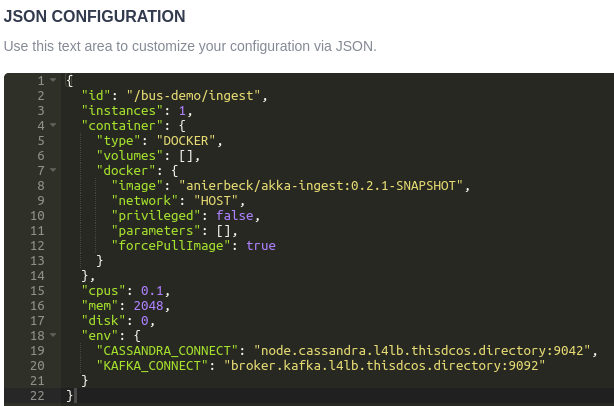 JSON CONFIGURATION
Use this text area to customize your configuration via JSON.
1 {
2   "id": "/bus-demo/ingest",
3   "instances": 1,
4   "container": {
5     "type": "DOCKER",
6     "volumes": [],
7     "docker": {
8       "image": "anierbeck/akka-ingest:0.2.1-SNAPSHOT",
9       "network": "HOST",
10       "privileged": false,
11       "parameters": [],
12       "forcePullImage": true
13     }
14   },
15   "cpus": 0.1,
16   "mem": 2048,
17   "disk": 0,
18   "env": {
19     "CASSANDRA_CONNECT": "node.cassandra.l4lb.thisdcos.directory:9042",
20     "KAFKA_CONNECT": "broker.kafka.l4lb.thisdcos.directory:9092"
21   }
22 }